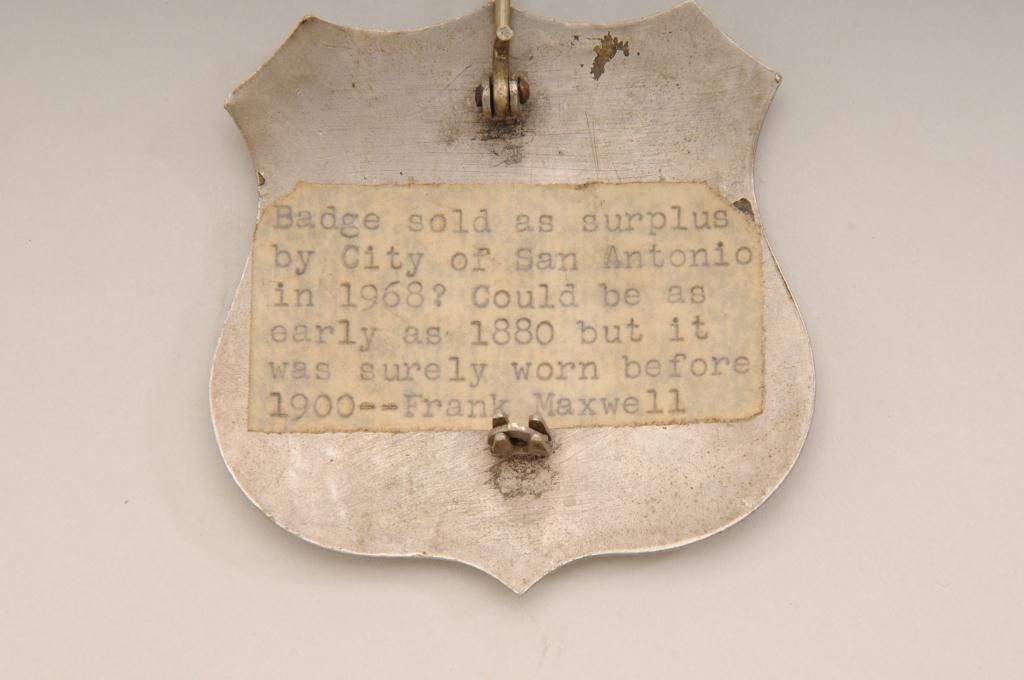 Badge sold as surplus
by City of San Antonio
in 1968? Could be as
early as 1880 but it
was surely worn before
1900--Frank Maxwell